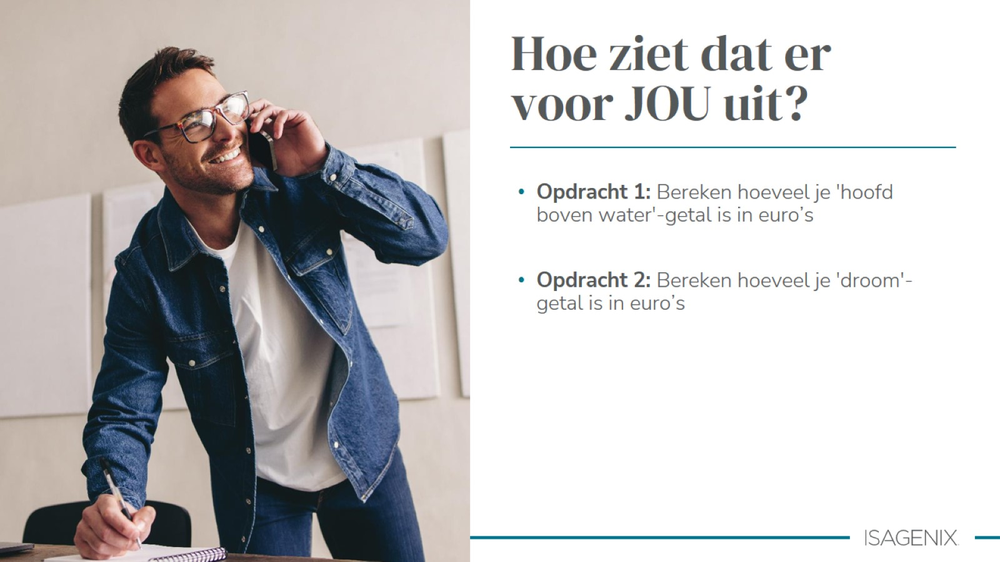 Hoe ziet dat er
voor JOU uit?
• Opdracht 1: Bereken hoeveel je 'hoofd
boven water'-getal is in euro’s
• Opdracht 2: Bereken hoeveel je 'droom'-
getal is in euro’s
ISAGENIX